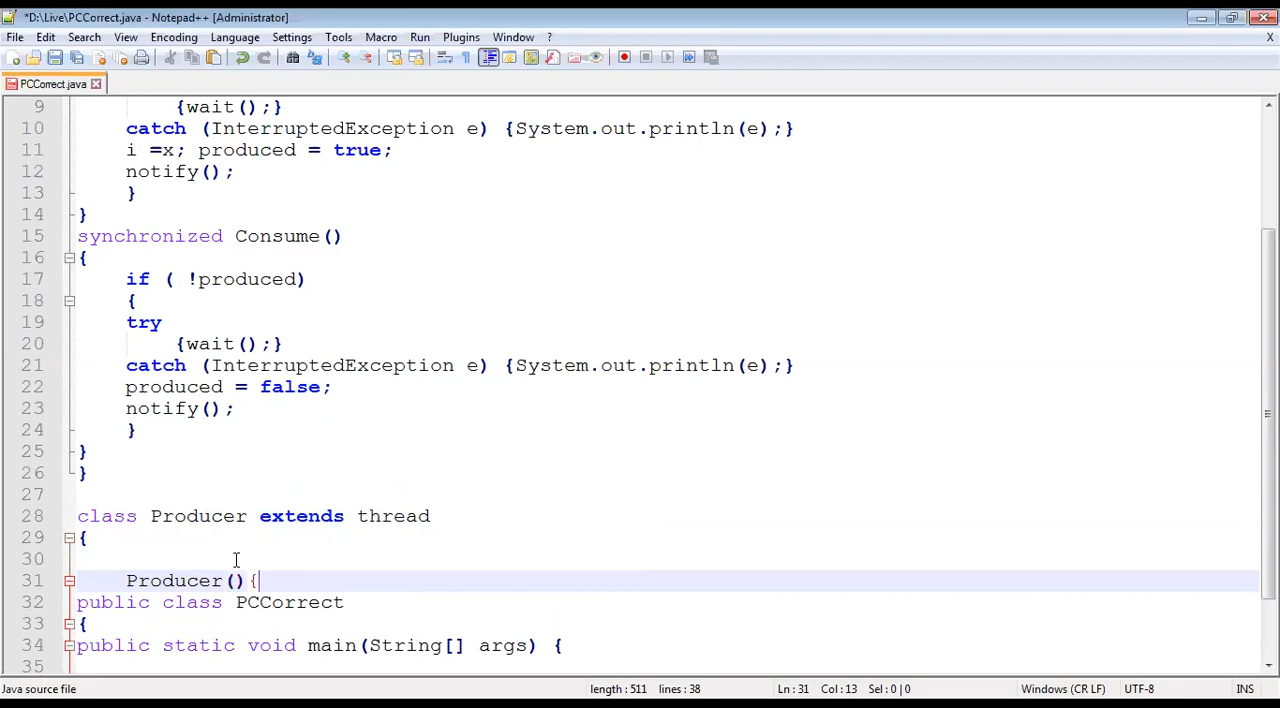 *D:\Live\PCCorrect.java - Notepad++ [Administrator]
File Edit Search View Encoding Language Settings Tools Macro Run Plugins Window ? X
PCCorrect.java
9 {wait();}
10 catch (InterruptedException e) {System.out.println(e);}
11 i =x; produced = true;
12 notify();
13 }
14 }
15 synchronized Consume()
16 {
17 if ( !produced)
18 {
19 try
20 {wait();}
21 catch (InterruptedException e) {System.out.println(e);}
22 produced = false;
23 notify();
24 }
25 }
26 }
27
28 class Producer extends thread
29 {
30
31 Producer(){
32 public class PCCorrect
33 {
34 public static void main(String[] args) {
35
Java source file length : 511 lines : 38 Ln : 31 Col : 13 Sel : 0 | 0 Windows (CR LF) UTF-8 INS